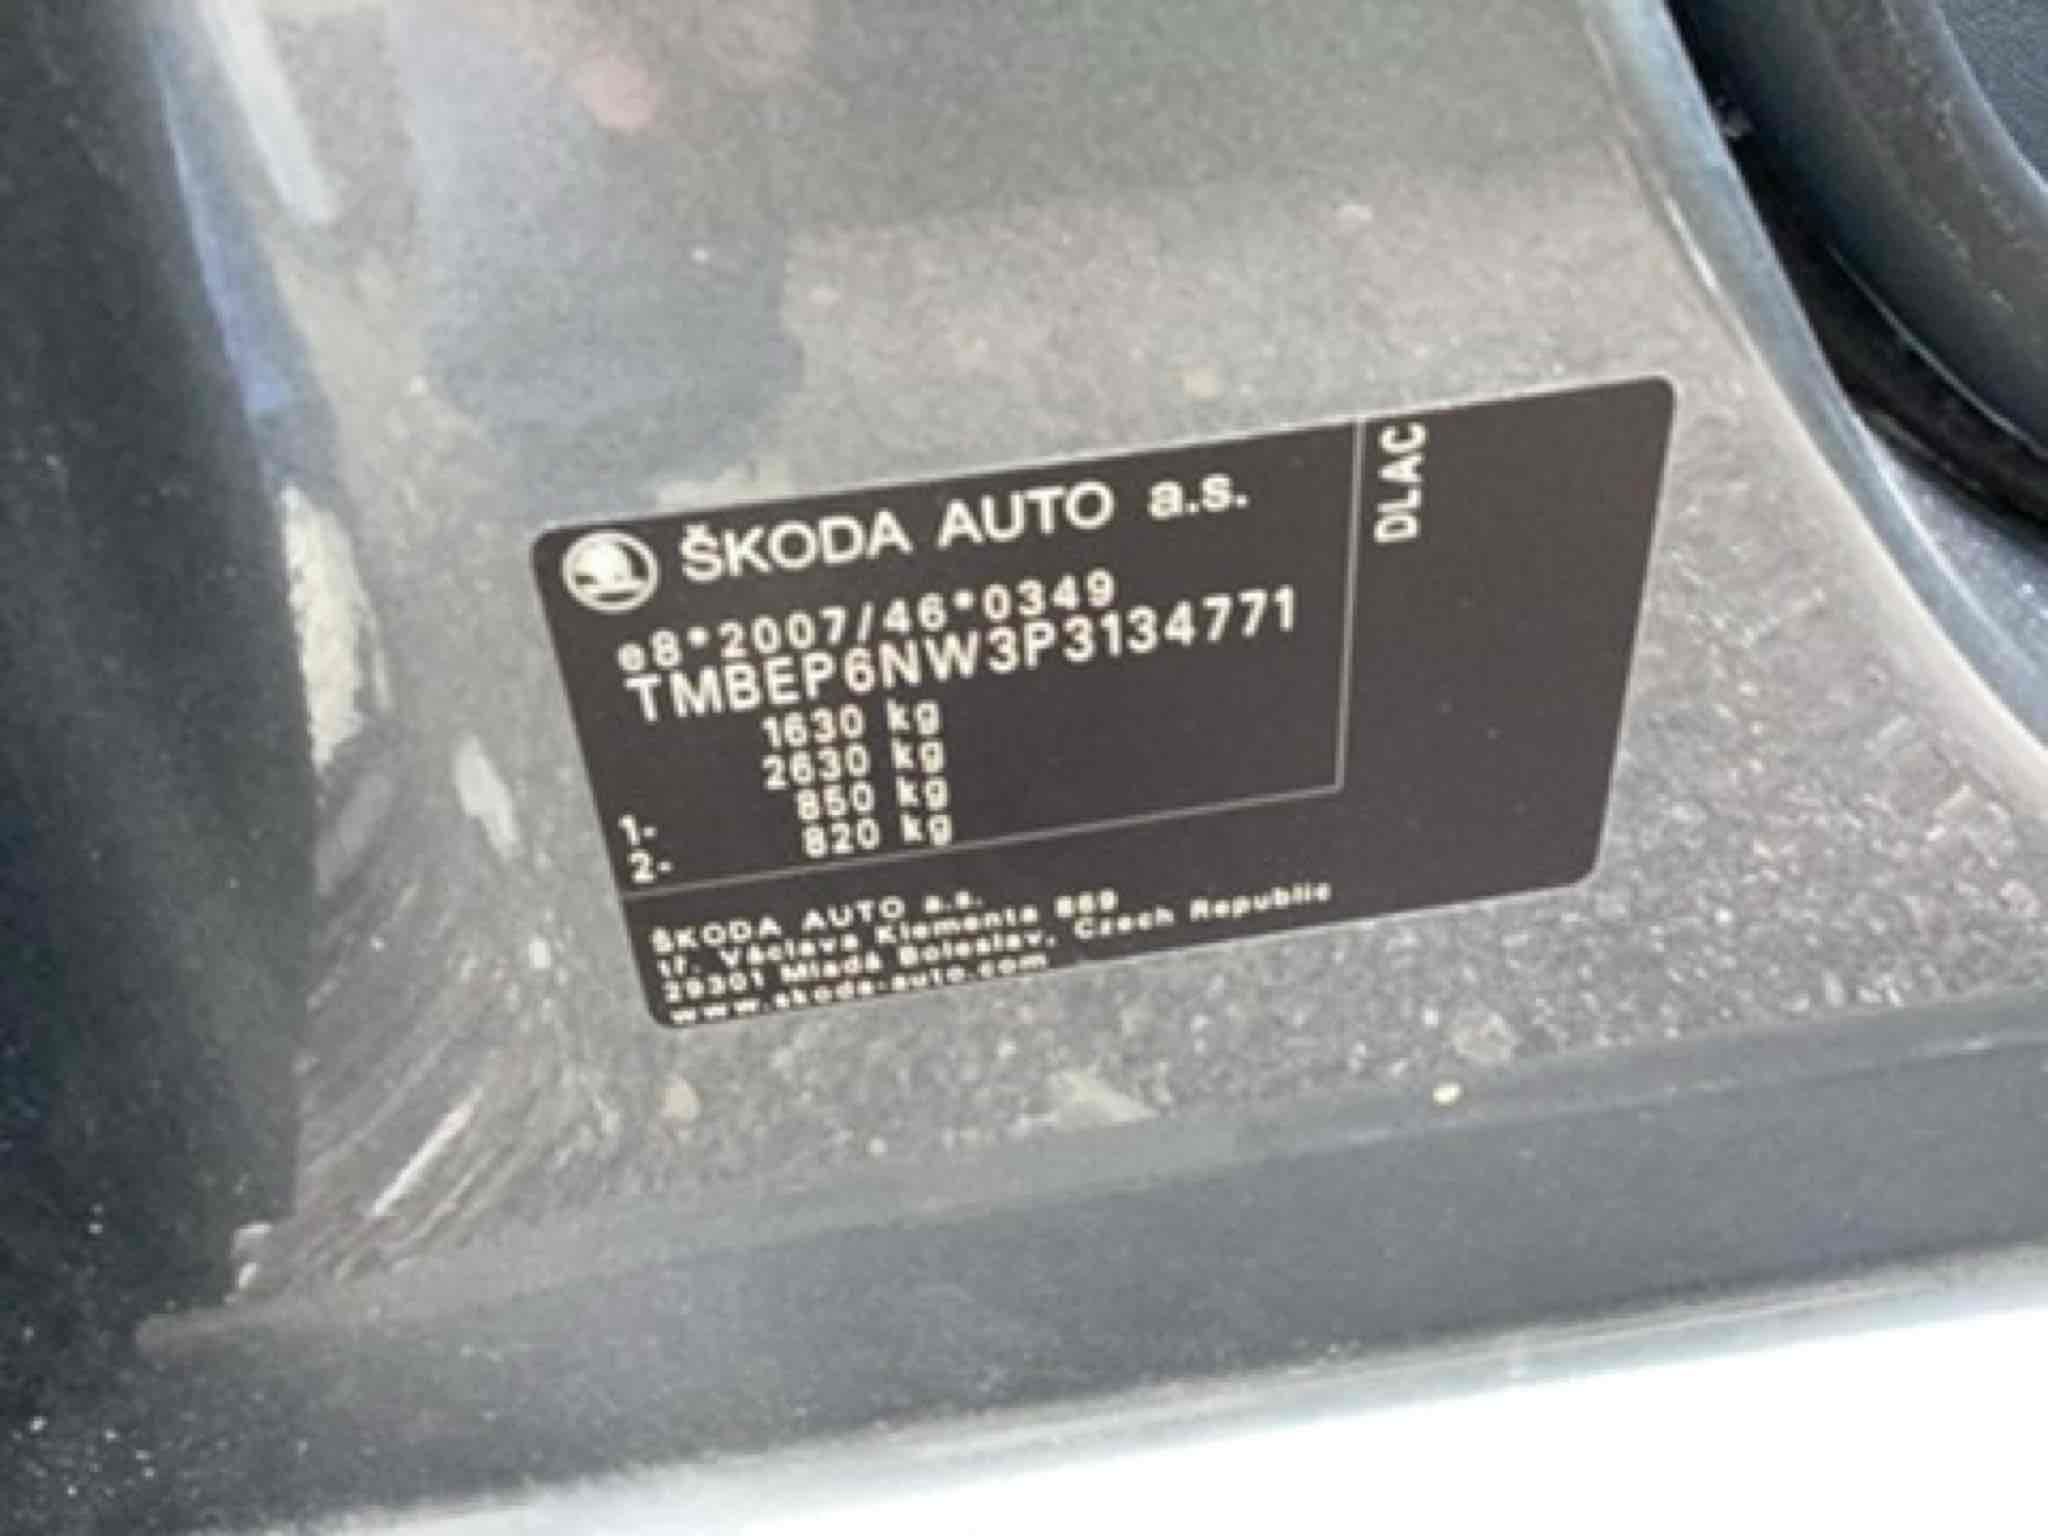 ŠKODA AUTO a.s.
DLAC
e8*2007/46*0349
TMBEP6NW3P3134771
1630 kg
2630 kg
1- 850 kg
2- 820 kg
ŠKODA AUTO a.s.
tř. Václava Klementa 869
29301 Mladá Boleslav, Czech Republic
www.skoda-auto.com